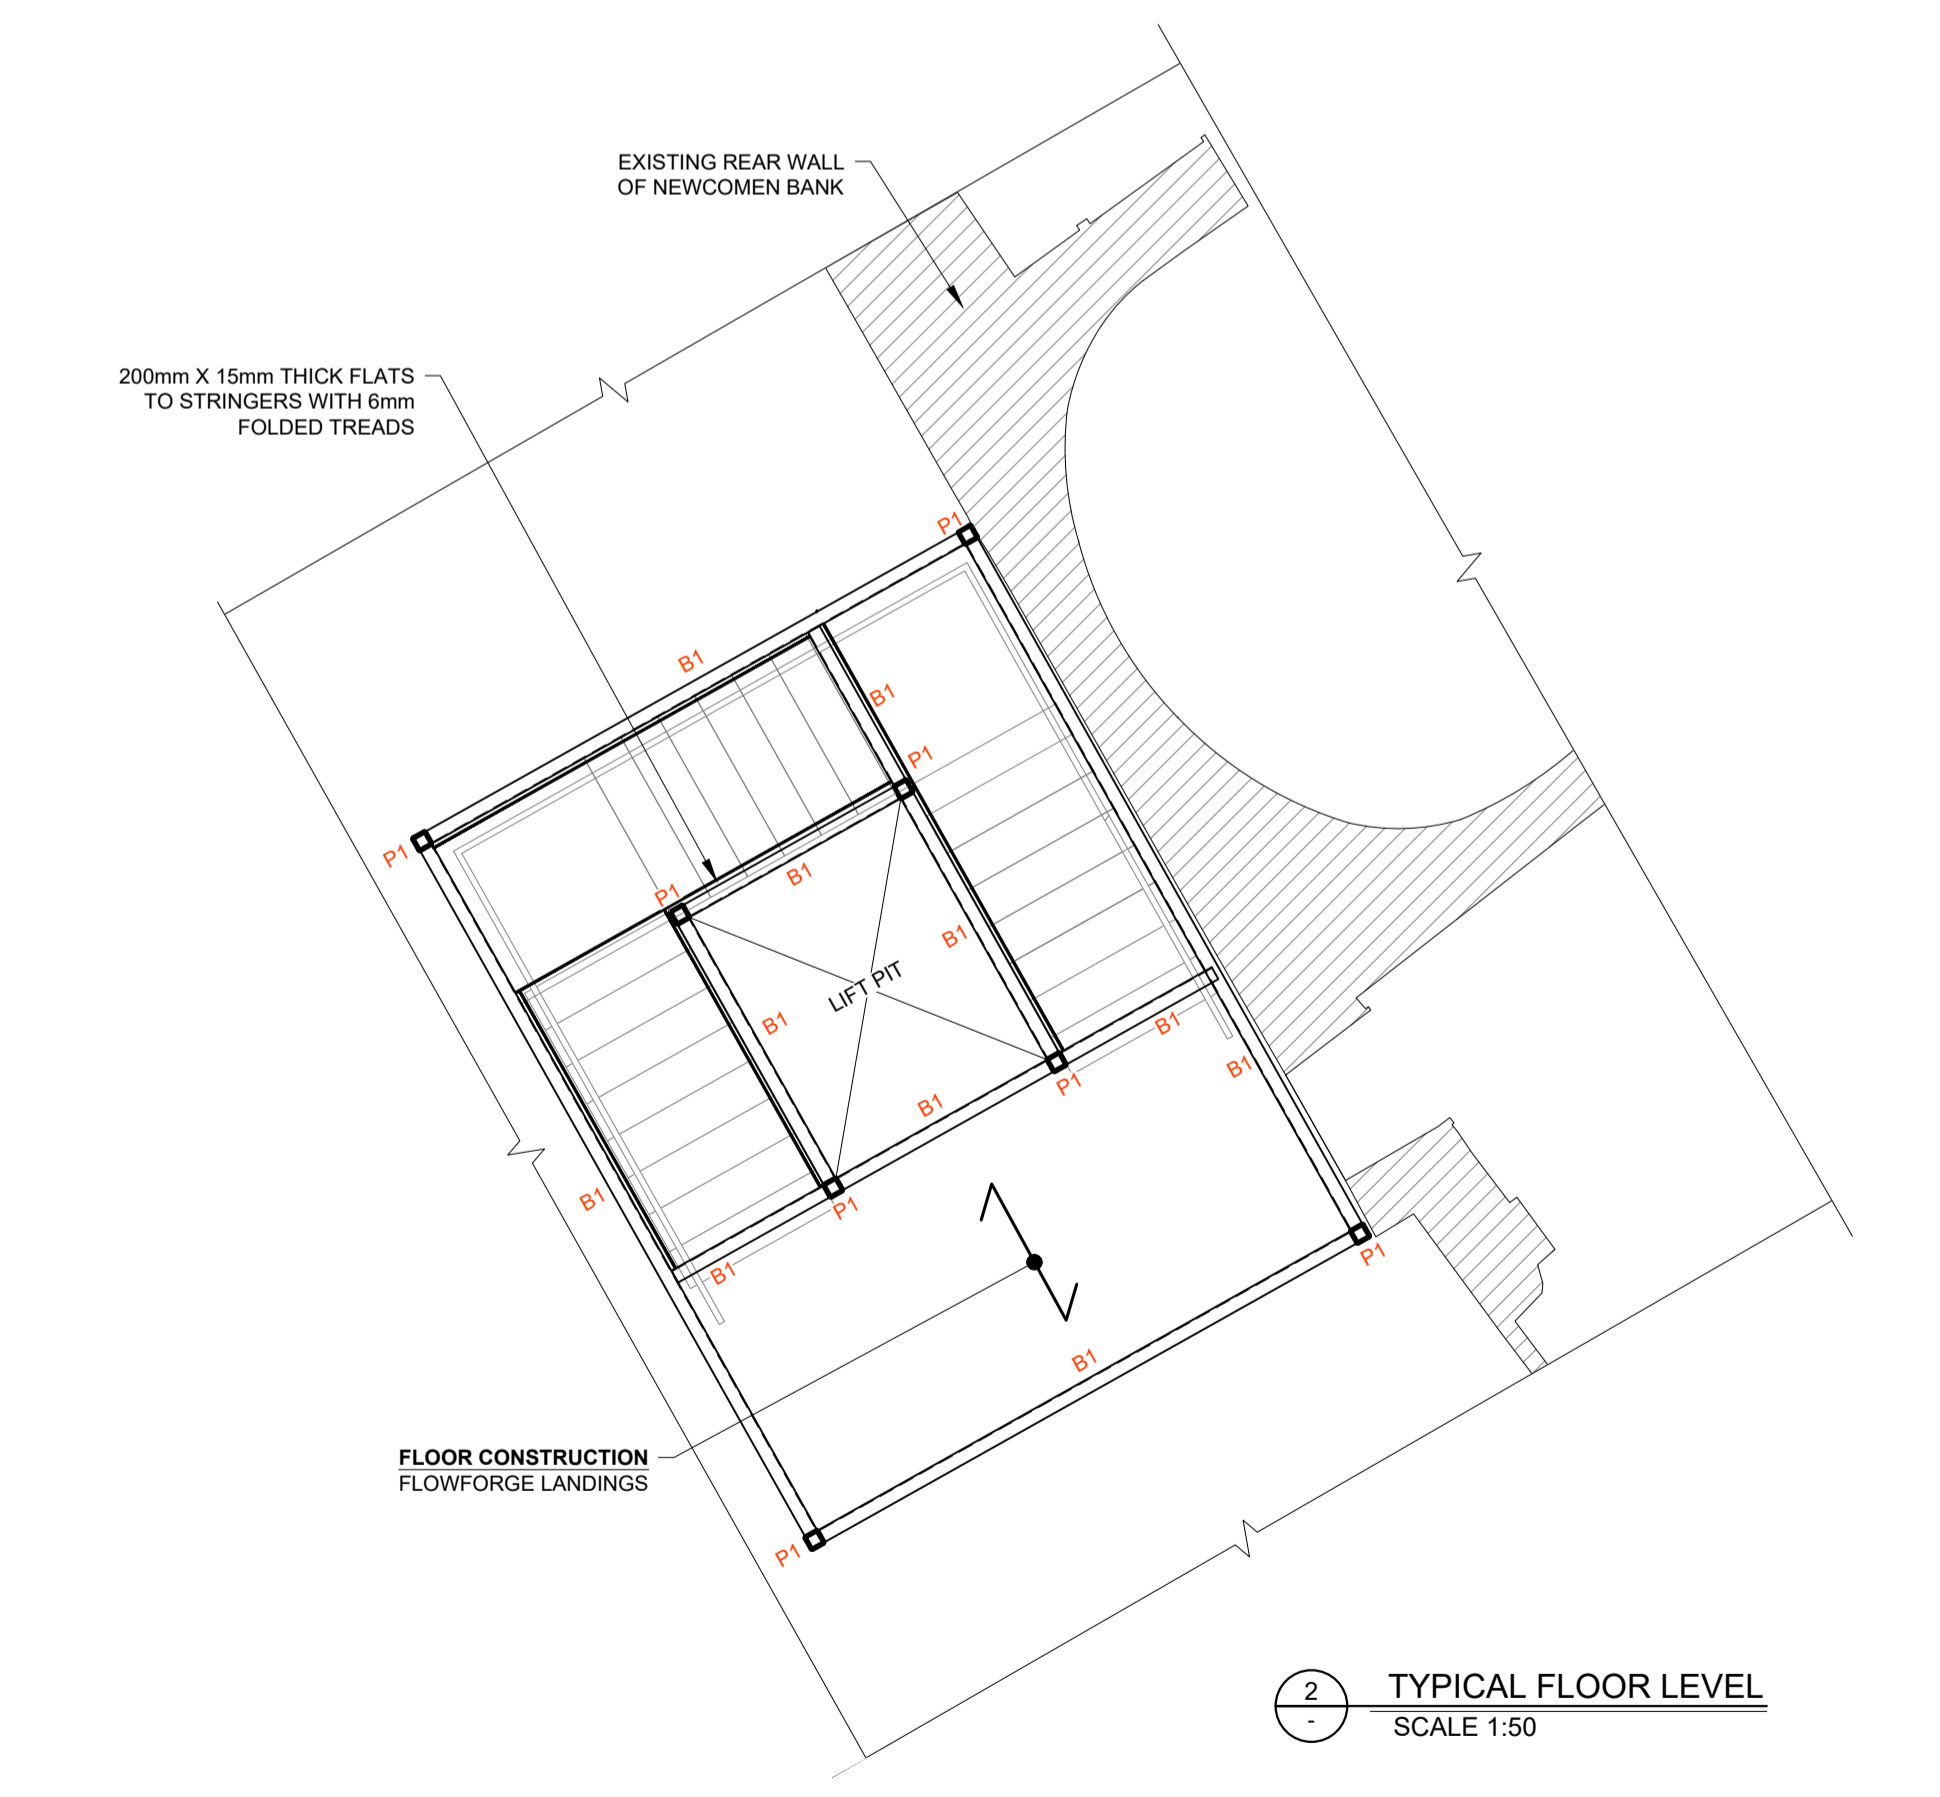 EXISTING REAR WALL
OF NEWCOMEN BANK
200mm X 15mm THICK FLATS
TO STRINGERS WITH 6mm
FOLDED TREADS
P1
B1
B1
P1
P1
B1
P1
B1
LIFT PIT
B1
B1
B1
B1
P1
B1
B1
P1
P1
B1
B1
P1
FLOOR CONSTRUCTION
FLOWFORGE LANDINGS
2
-
TYPICAL FLOOR LEVEL
SCALE 1:50